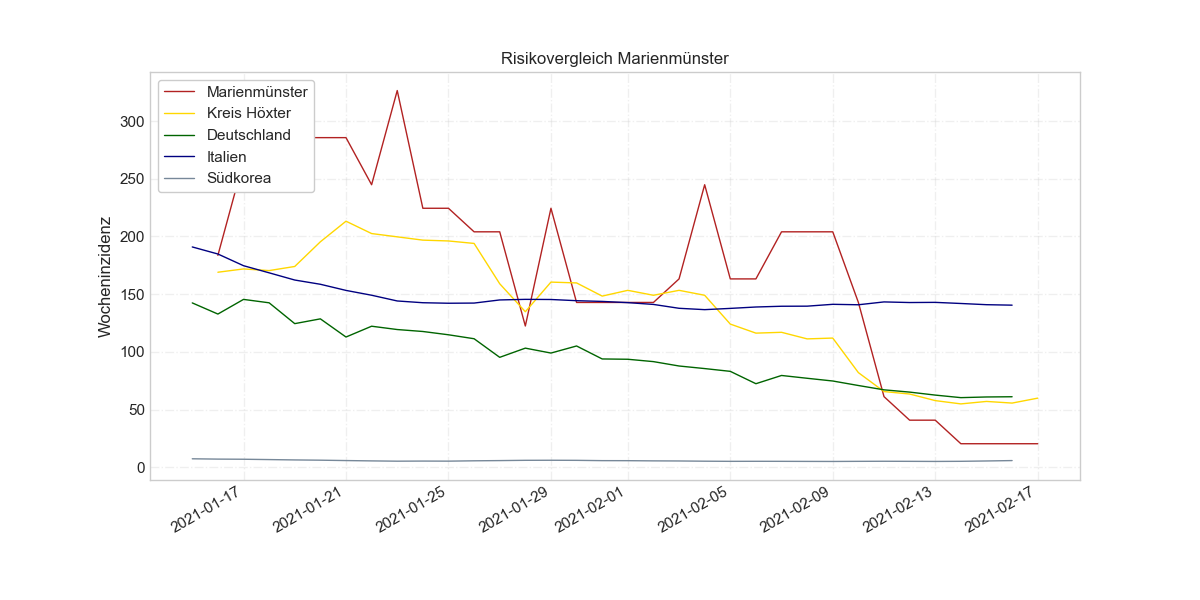 Risikovergleich Marienmünster
Marienmünster
Kreis Höxter
Deutschland
Italien
Südkorea
Wocheninzidenz
300
250
200
150
100
50
0
2021-01-17
2021-01-21
2021-01-25
2021-01-29
2021-02-01
2021-02-05
2021-02-09
2021-02-13
2021-02-17